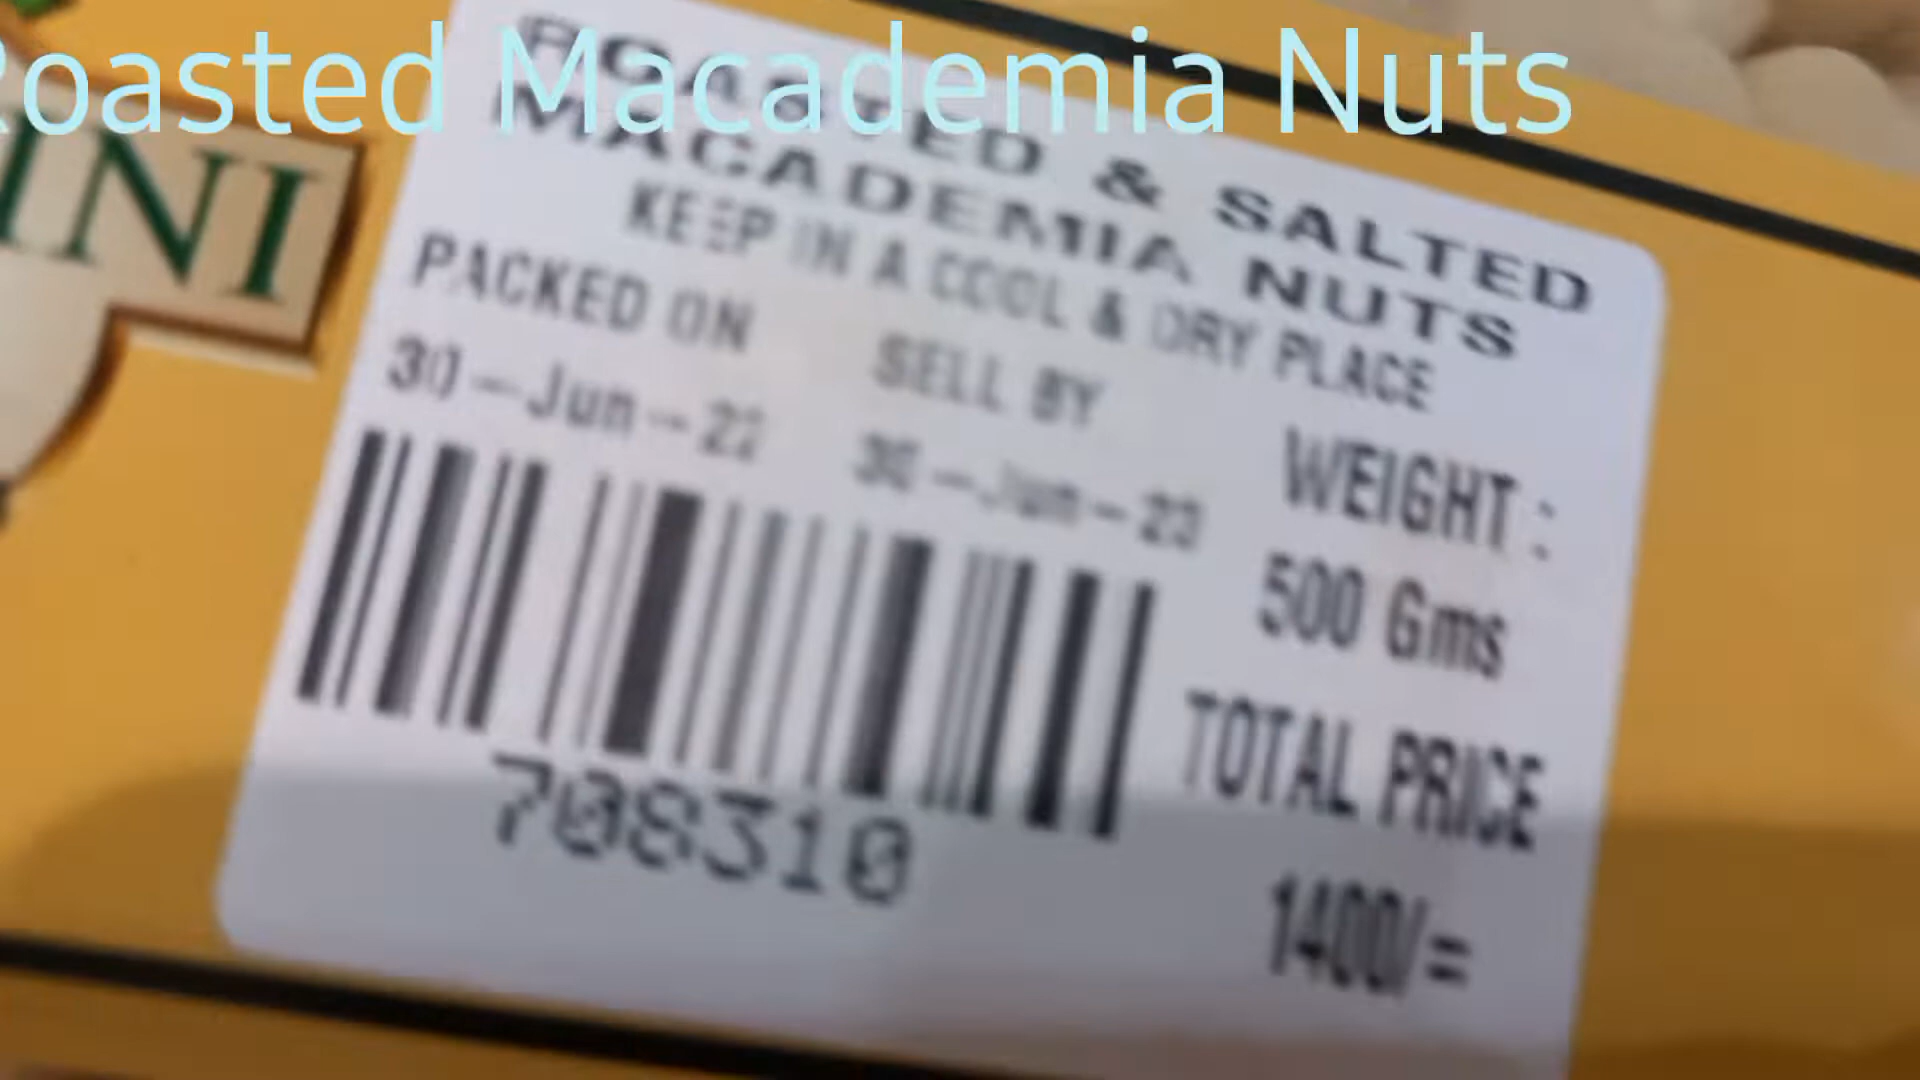 Roasted Macademia Nuts
INI
ROASTED & SALTED
MACADEMIA NUTS
KEEP IN A COOL & DRY PLACE
PACKED ON
30-Jun-22
SELL BY
30-Jun-23
WEIGHT :
500 Gms
TOTAL PRICE
1400/=
708310